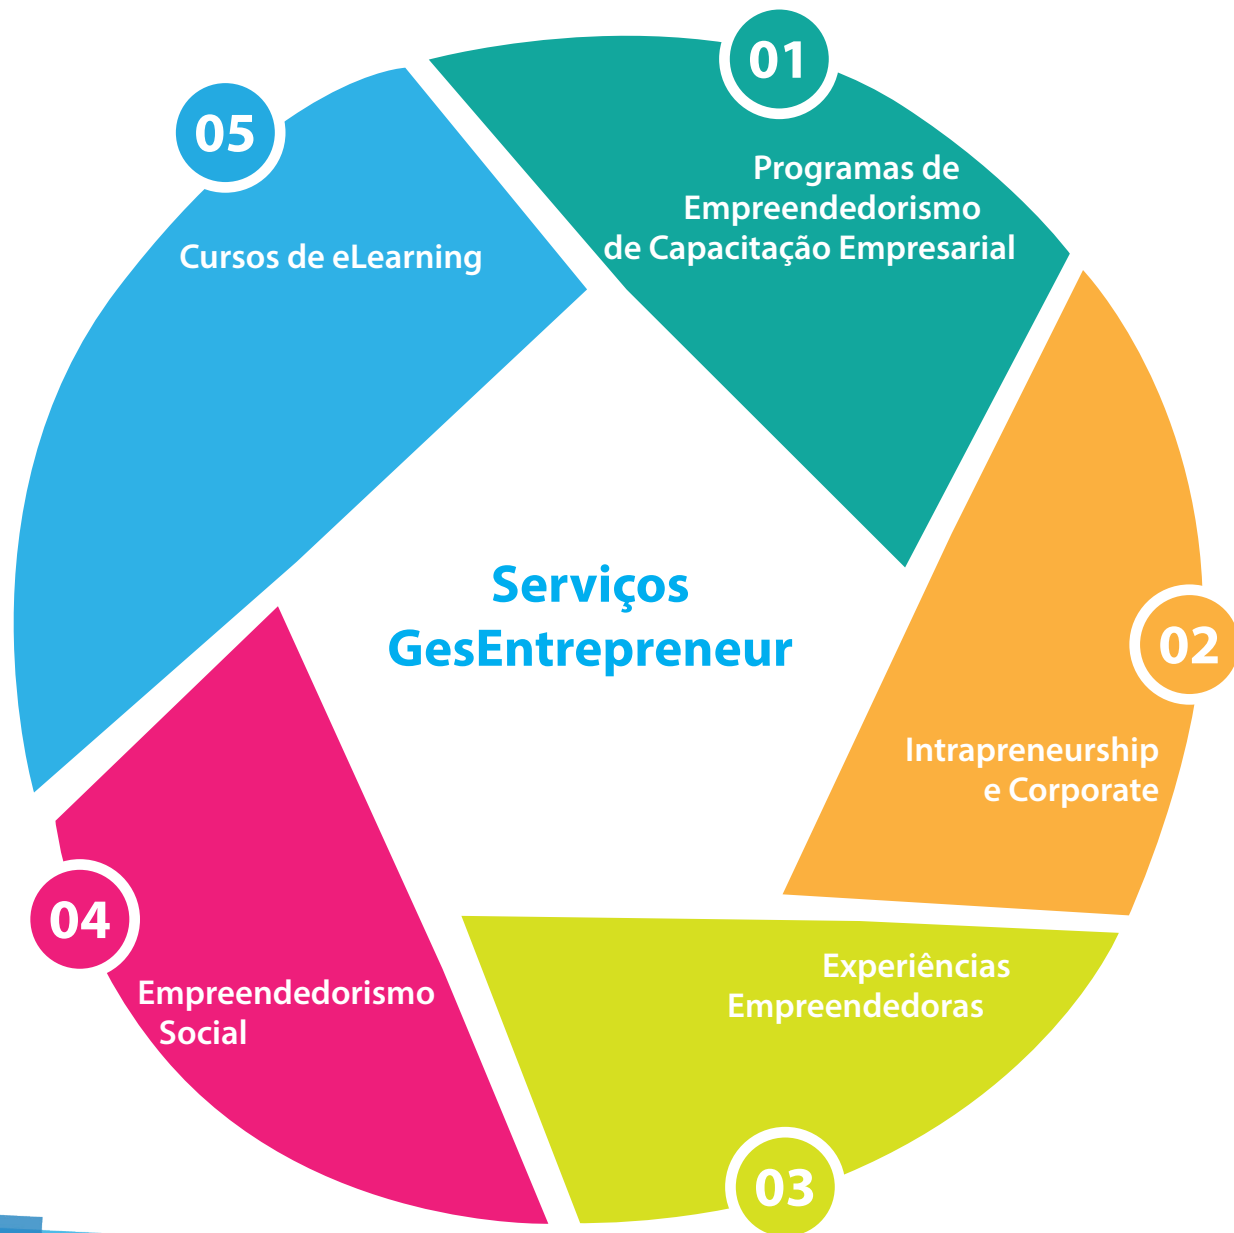 01
Programas de
Empreendedorismo
de Capacitação Empresarial
05
Cursos de eLearning
Serviços
GesEntrepreneur
02
Intrapreneurship
e Corporate
04
Empreendedorismo
Social
Experiências
Empreendedoras
03